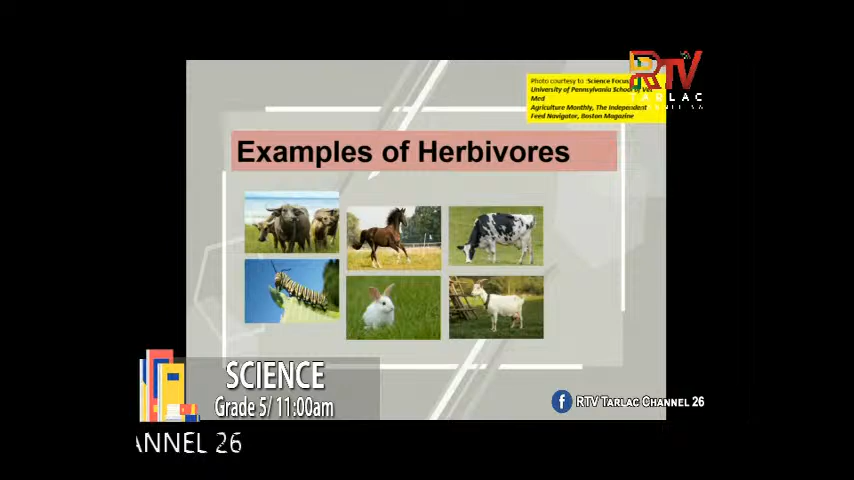 Photo courtesy to :Science Focus,
University of Pennsylvania School of Vet
Med
Agriculture Monthly, The Independent
Feed Navigator, Boston Magazine
RTV
TARLAC
Examples of Herbivores
SCIENCE
Grade 5/ 11:00am
f RTV TARLAC CHANNEL 26
ANNEL 26